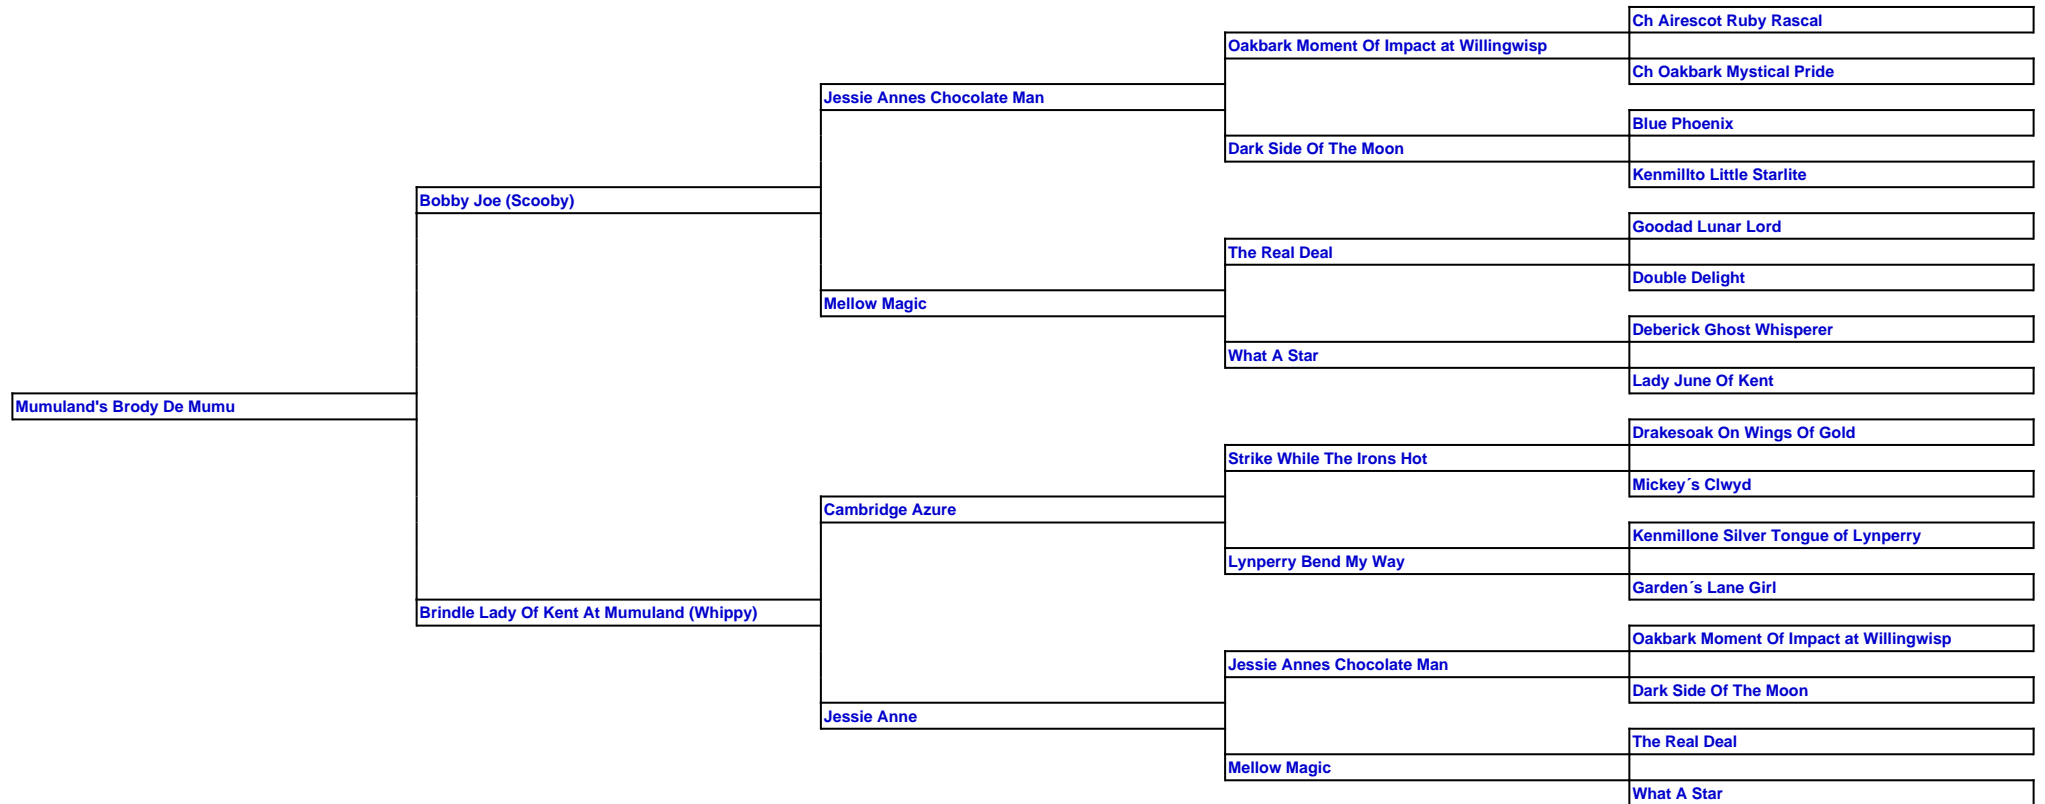 Ch Airescot Ruby Rascal
Oakbark Moment Of Impact at Willingwisp
Ch Oakbark Mystical Pride
Jessie Annes Chocolate Man
Blue Phoenix
Dark Side Of The Moon
Kenmillto Little Starlite
Bobby Joe (Scooby)
Goodad Lunar Lord
The Real Deal
Double Delight
Mellow Magic
Deberick Ghost Whisperer
What A Star
Lady June Of Kent
Mumuland's Brody De Mumu
Drakesoak On Wings Of Gold
Strike While The Irons Hot
Mickey´s Clwyd
Cambridge Azure
Kenmillone Silver Tongue of Lynperry
Lynperry Bend My Way
Garden´s Lane Girl
Brindle Lady Of Kent At Mumuland (Whippy)
Oakbark Moment Of Impact at Willingwisp
Jessie Annes Chocolate Man
Dark Side Of The Moon
Jessie Anne
The Real Deal
Mellow Magic
What A Star